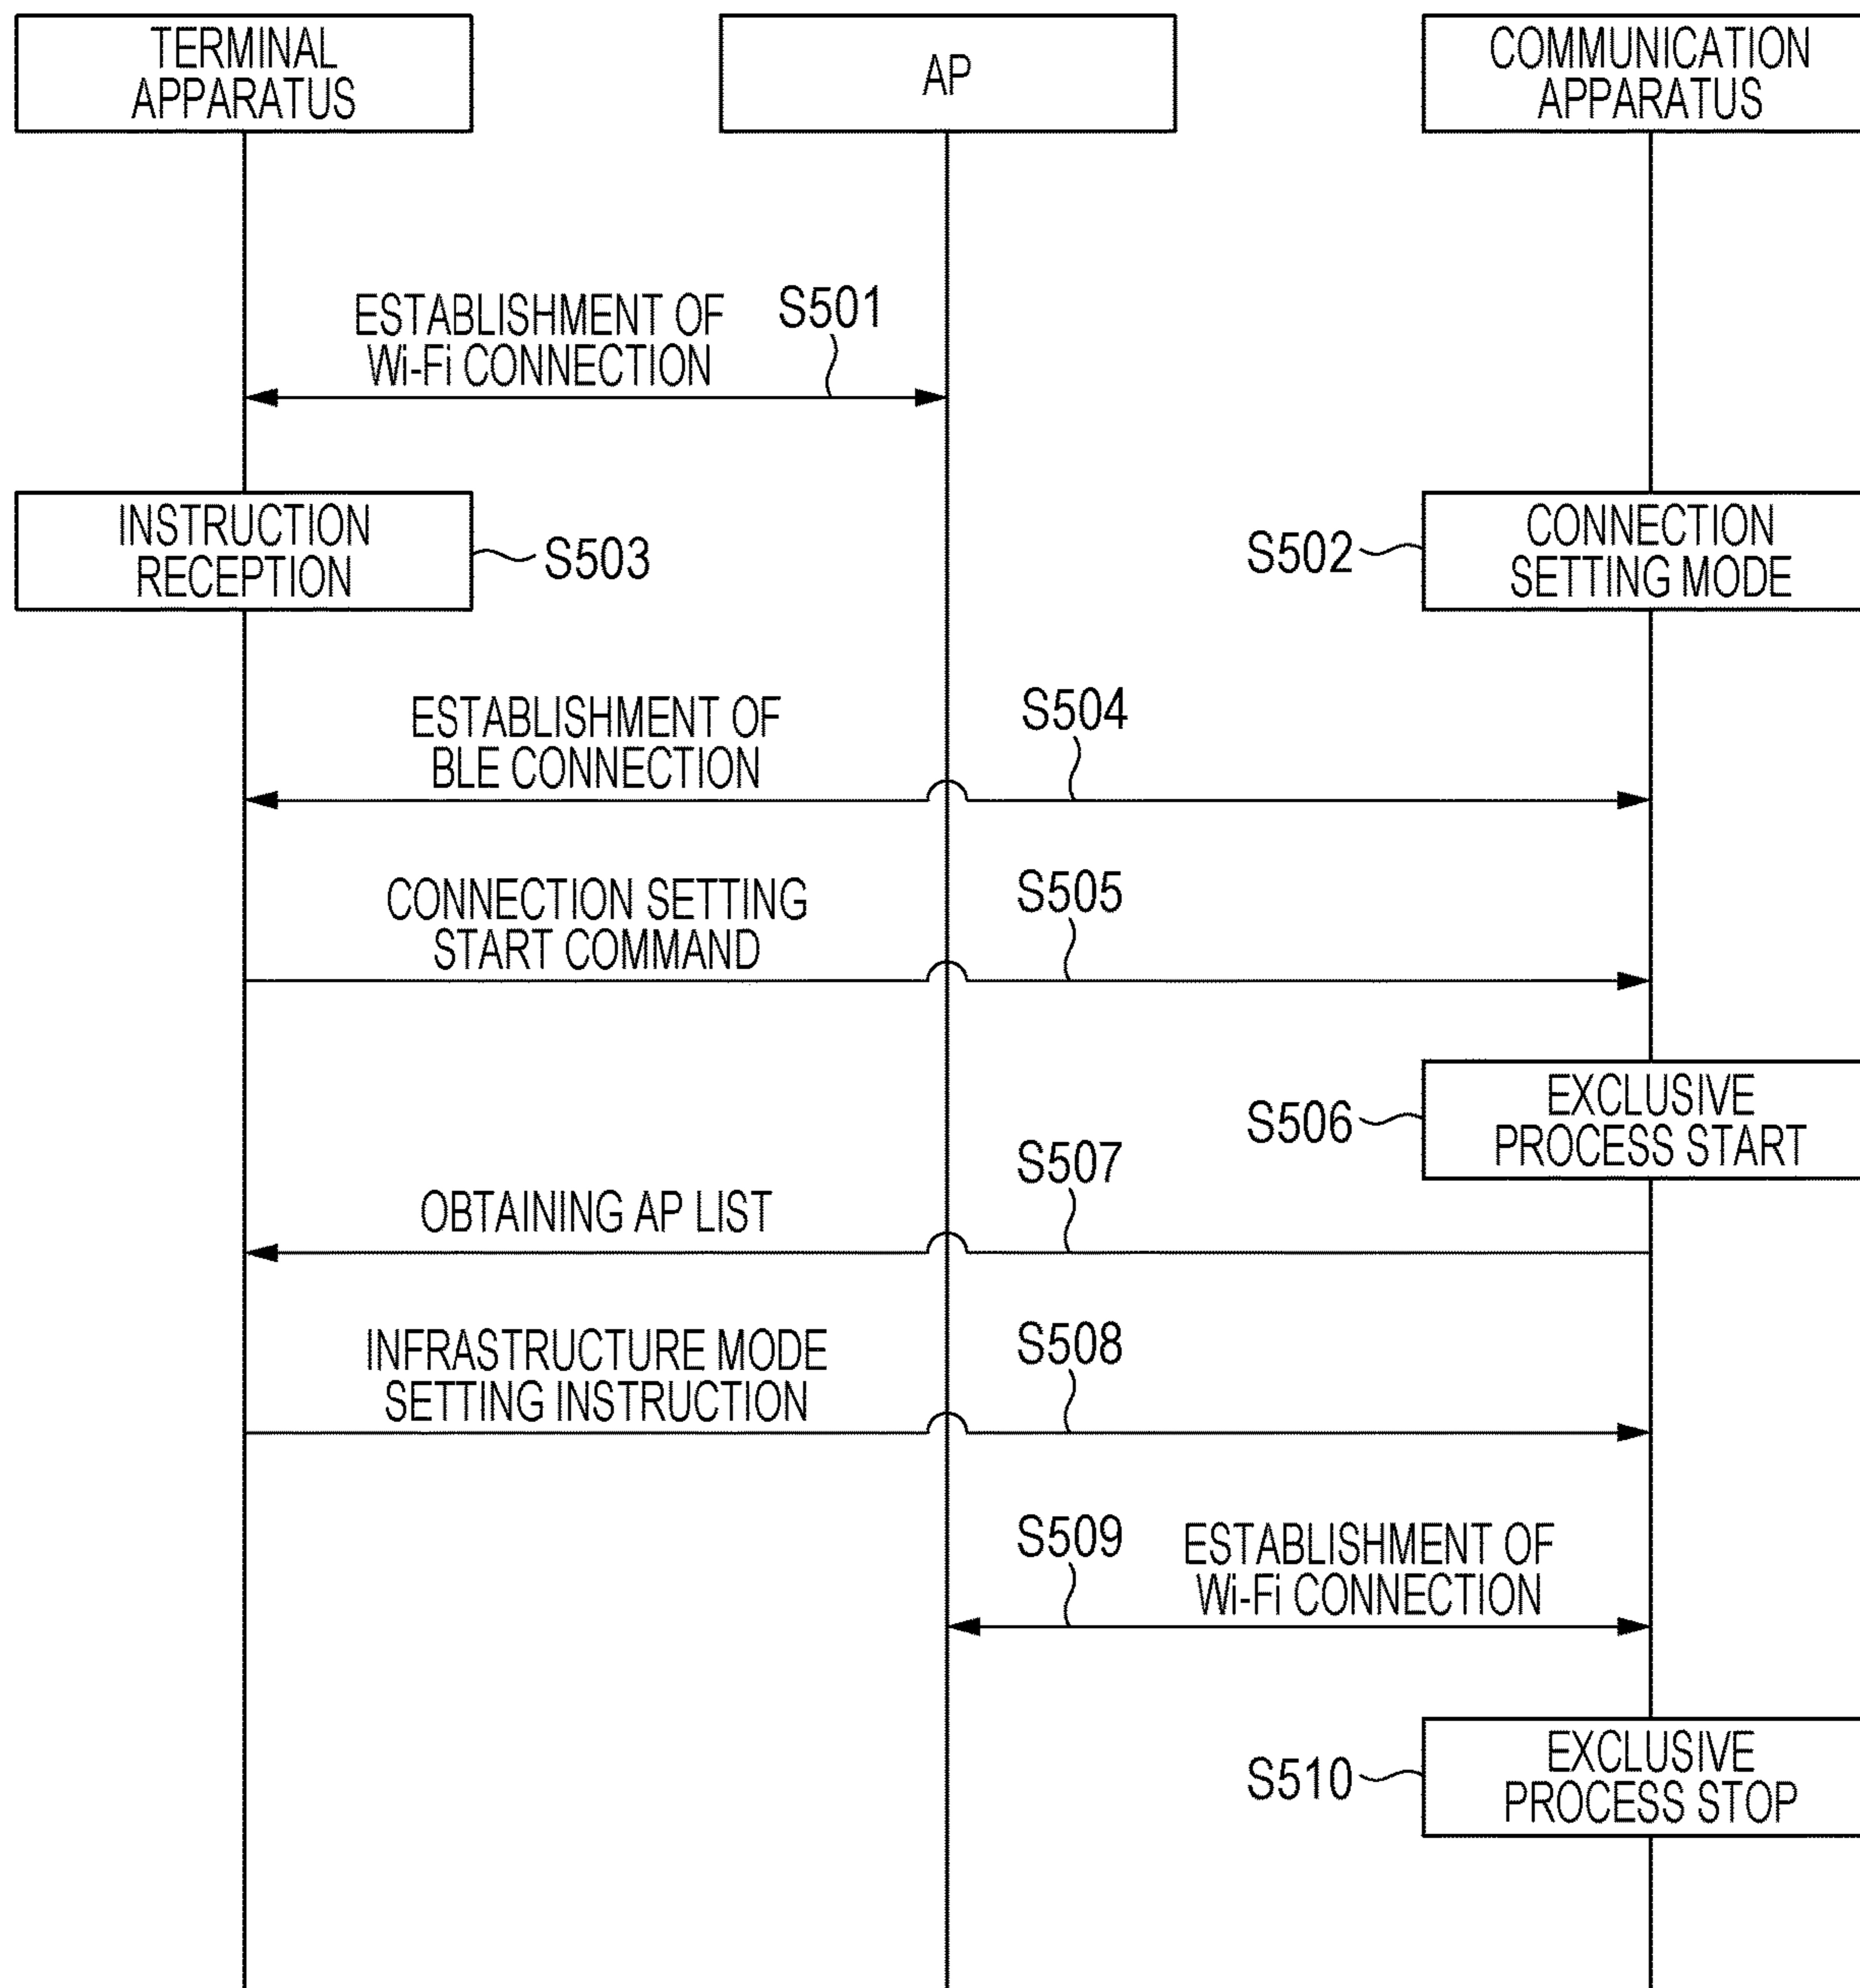 TERMINAL
APPARATUS
AP
COMMUNICATION
APPARATUS
ESTABLISHMENT OF
Wi-Fi CONNECTION
S501
INSTRUCTION
RECEPTION
S503
S502
CONNECTION
SETTING MODE
ESTABLISHMENT OF
BLE CONNECTION
S504
CONNECTION SETTING
START COMMAND
S505
S506
EXCLUSIVE
PROCESS START
OBTAINING AP LIST
S507
INFRASTRUCTURE MODE
SETTING INSTRUCTION
S508
S509
ESTABLISHMENT OF
Wi-Fi CONNECTION
S510
EXCLUSIVE
PROCESS STOP